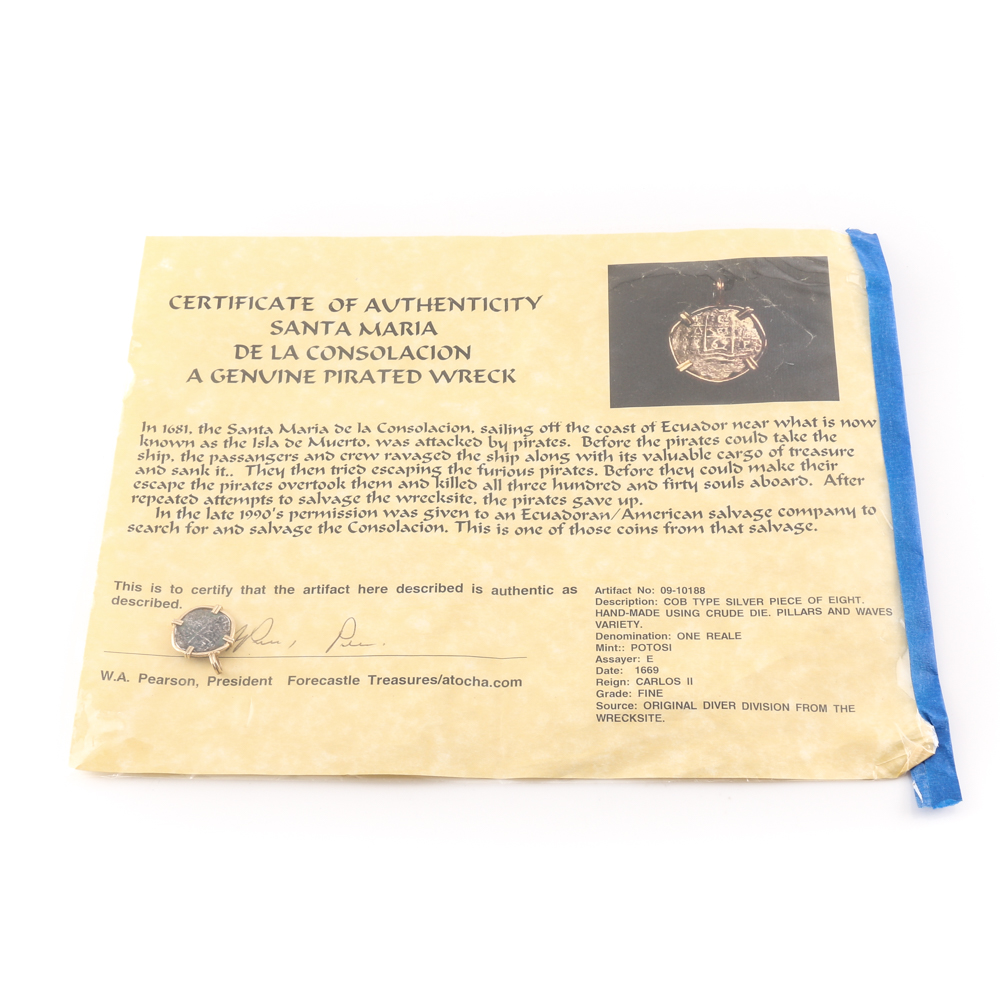 CERTIFICATE OF AUTHENTICITY
SANTA MARIA
DE LA CONSOLACION
A GENUINE PIRATED WRECK
In 1681, the Santa Maria de la Consolacion, sailing off the coast of Ecuador near what is now
known as the Isla de Muerto, was attacked by pirates. Before the pirates could take the
ship, the passangers and crew ravaged the ship along with its valuable cargo of treasure
and sank it.. They then tried escaping the furious pirates. Before they could make their
escape the pirates overtook them and killed all three hundred and firty souls aboard. After
repeated attempts to salvage the wrecksite, the pirates gave up.
In the late 1990's permission was given to an Ecuadoran/American salvage company to
search for and salvage the Consolacion. This is one of those coins from that salvage.
This is to certify that the artifact here described is authentic as
described.
W.A. Pearson, President Forecastle Treasures/atocha.com
Artifact No: 09-10188
Description: COB TYPE SILVER PIECE OF EIGHT.
HAND-MADE USING CRUDE DIE. PILLARS AND WAVES
VARIETY.
Denomination: ONE REALE
Mint:: POTOSI
Assayer: E
Date: 1669
Reign: CARLOS II
Grade: FINE
Source: ORIGINAL DIVER DIVISION FROM THE
WRECKSITE.